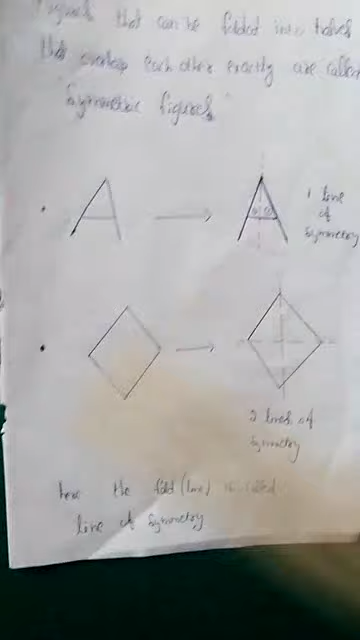 Figures that can be folded into halves
that overlap each other exactly are called
"Symmetric figures"
A → A 1 line
of
symmetry
→
2 lines of
symmetry
here the fold (line) is called
line of symmetry